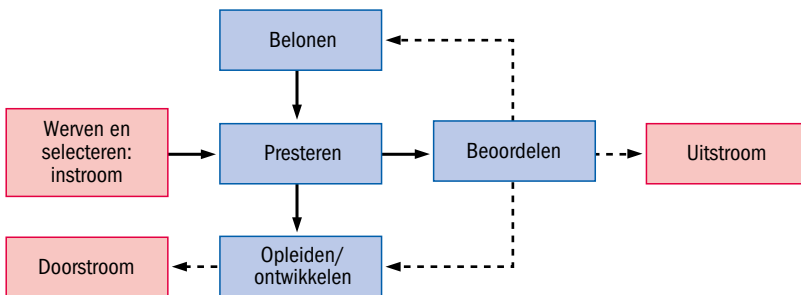 Belonen
Werven en
selecteren:
instroom
Presteren
Beoordelen
Uitstroom
Doorstroom
Opleiden/
ontwikkelen